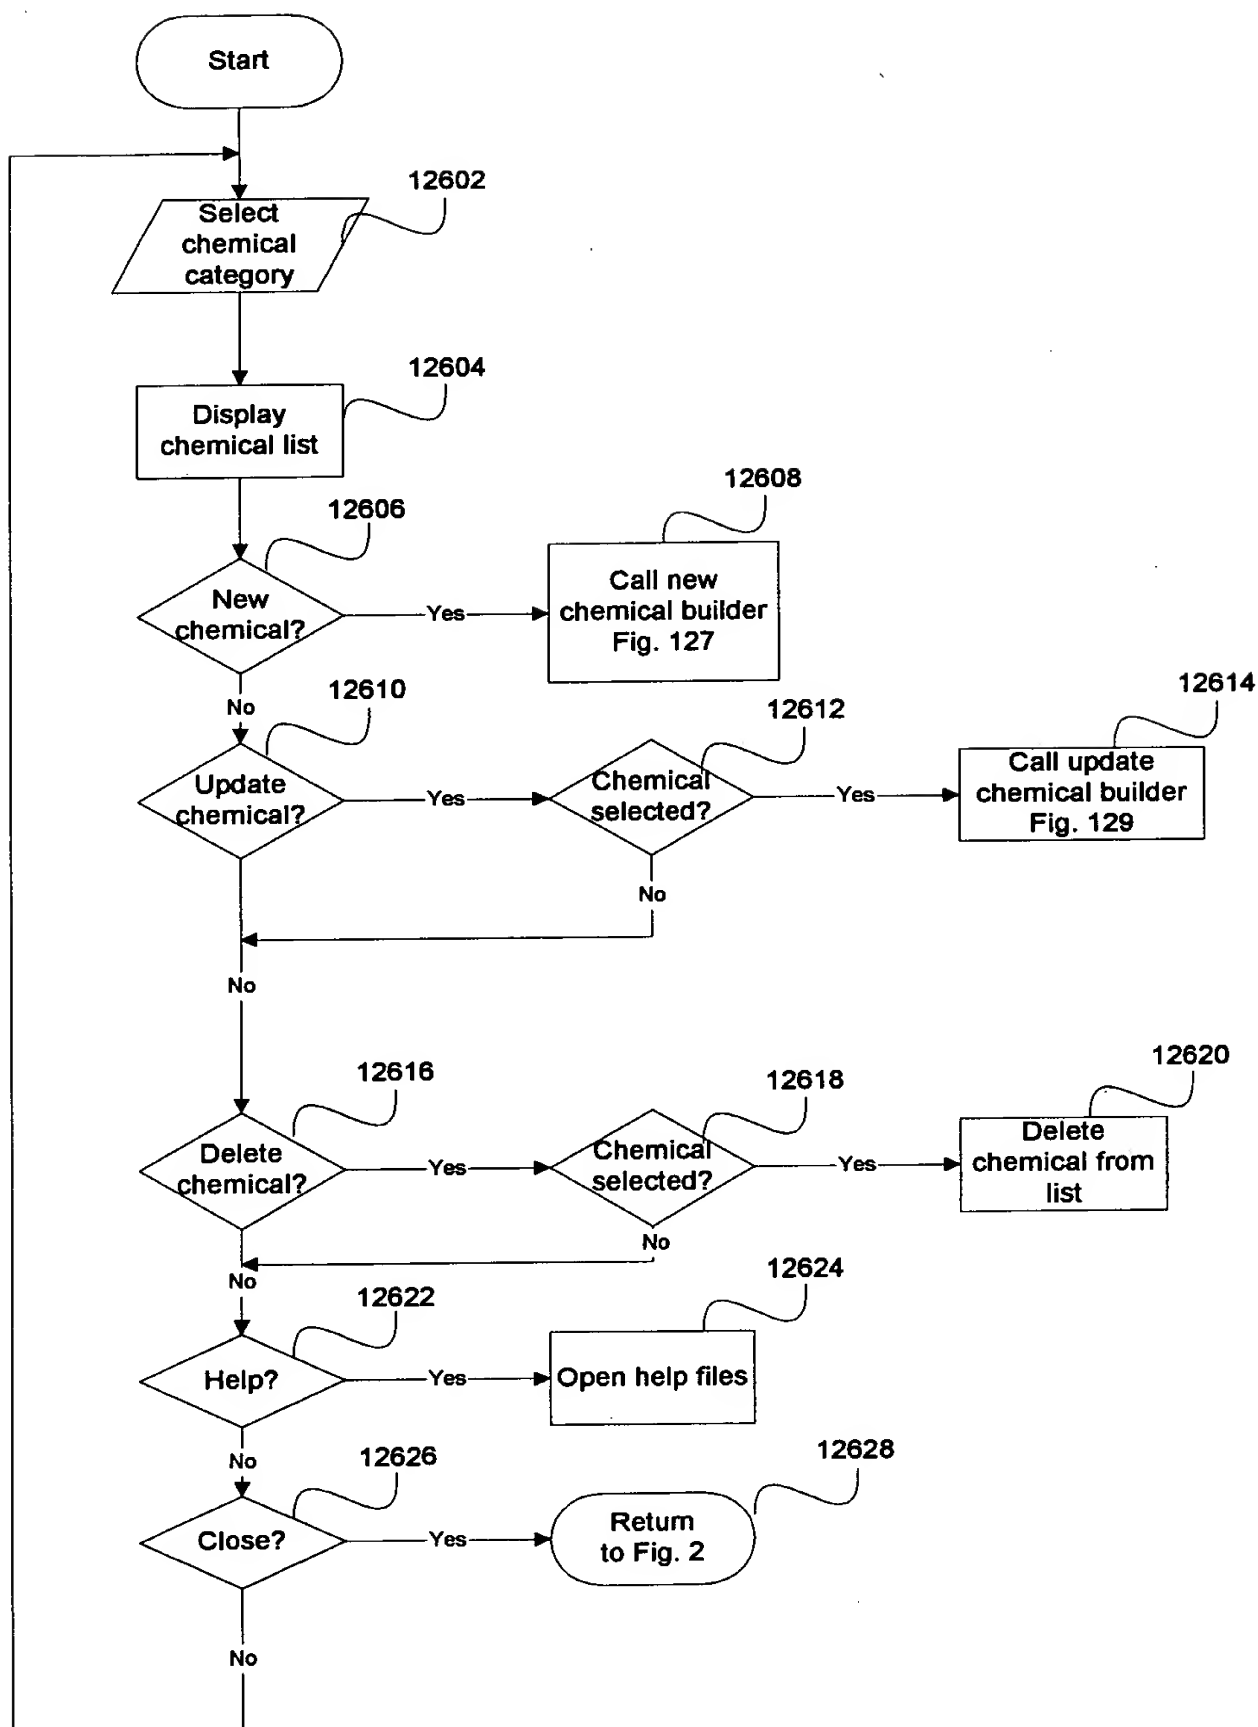 Start
12602
Select
chemical
category
12604
Display
chemical list
12606
12608
New
chemical?
Yes
Call new
chemical builder
Fig. 127
No
12610
12612
12614
Update
chemical?
Yes
Chemical
selected?
Yes
Call update
chemical builder
Fig. 129
No
No
12616
12618
12620
Delete
chemical?
Yes
Chemical
selected?
Yes
Delete
chemical from
list
No
No
12622
12624
Help?
Yes
Open help files
No
12626
12628
Close?
Yes
Return
to Fig. 2
No